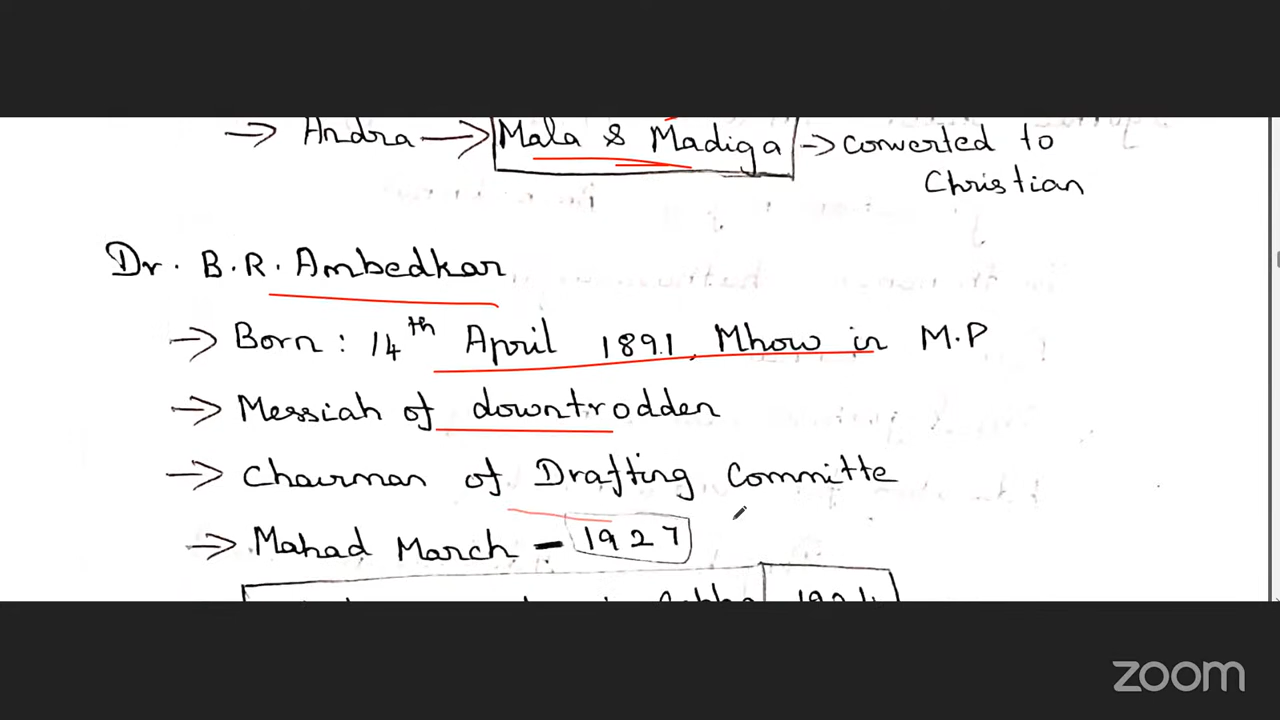 → Andra → Mala & Madiga → Converted to
Christian
Dr. B.R. Ambedkar
→ Born : 14th April 1891, Mhow in M.P
→ Messiah of downtrodden
→ Chairman of Drafting Committe
→ Mahad March - 1927
1924
zoom